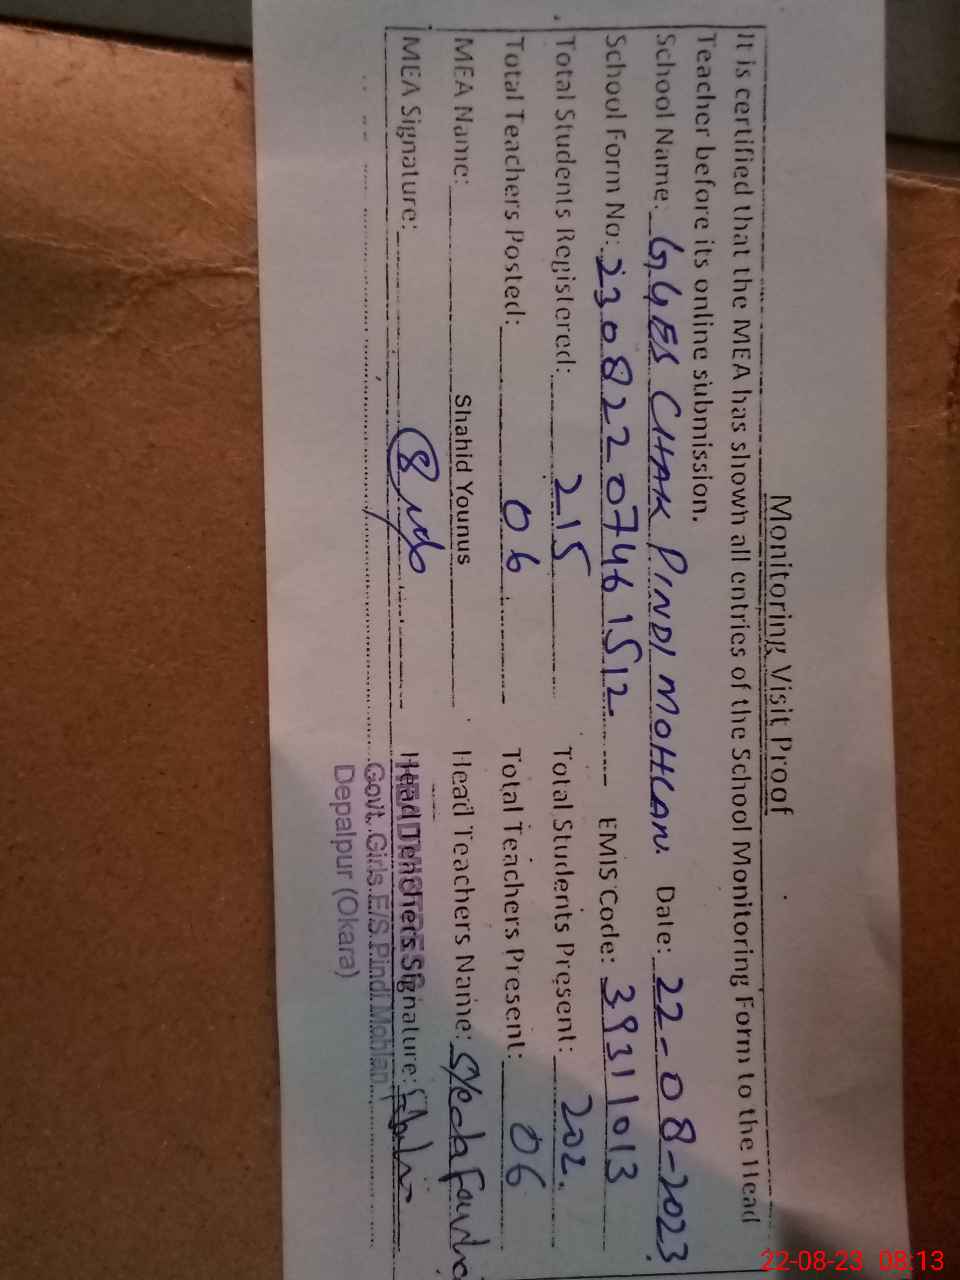 Monitoring Visit Proof
It is certified that the MEA has shown all entries of the School Monitoring Form to the Head
Teacher before its online submission.
School Name: GGES CHAK PINDI MOHLAN. Date: 22-08-2023
School Form No: 23082207461512 EMIS Code: 39311013
Total Students Registered: 215 Total Students Present: 202.
Total Teachers Posted: 06 Total Teachers Present: 06
MEA Name: Shahid Younus Head Teachers Name:
MEA Signature: Head Teachers Signature:
Govt. Girls.E/S.Pindi Mohlan
Depalpur (Okara)
22-08-23 08:13